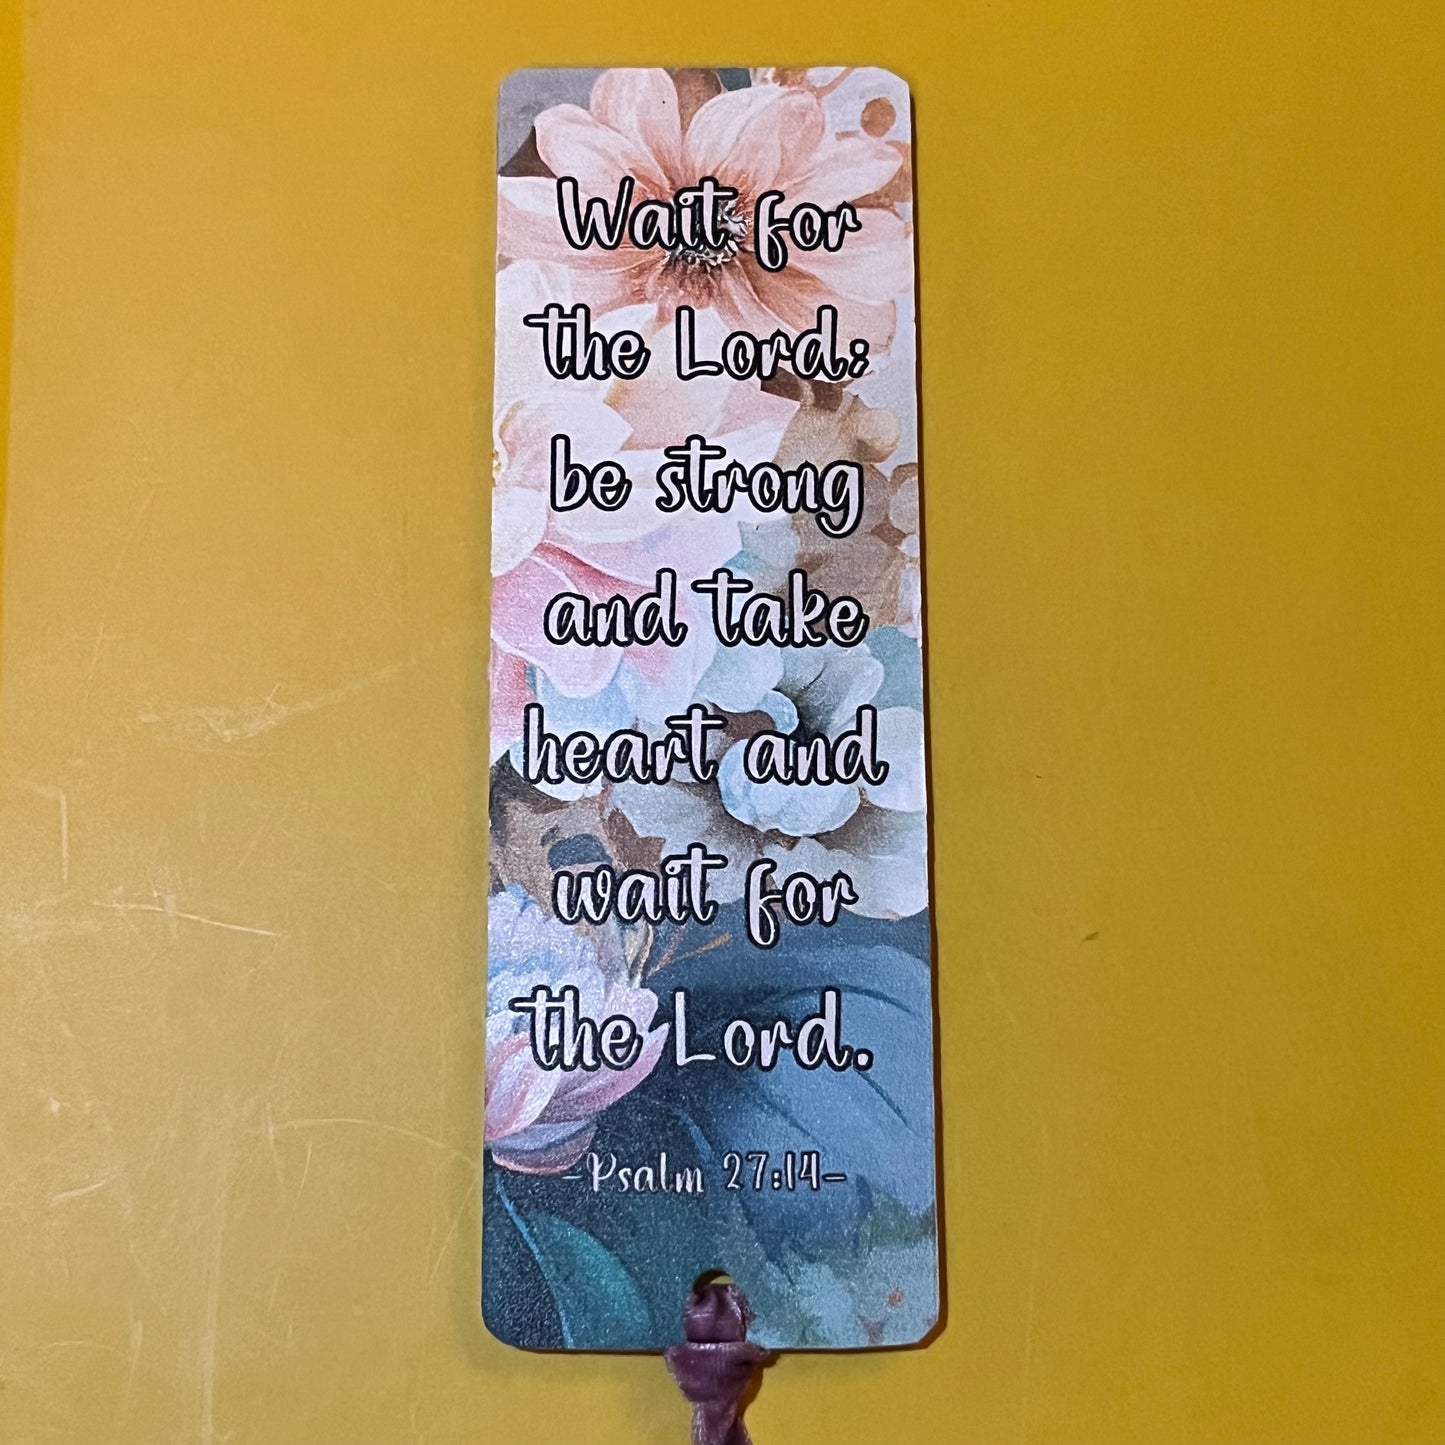 Wait for
the Lord;
be strong
and take
heart and
wait for
the Lord.
-Psalm 27:14-